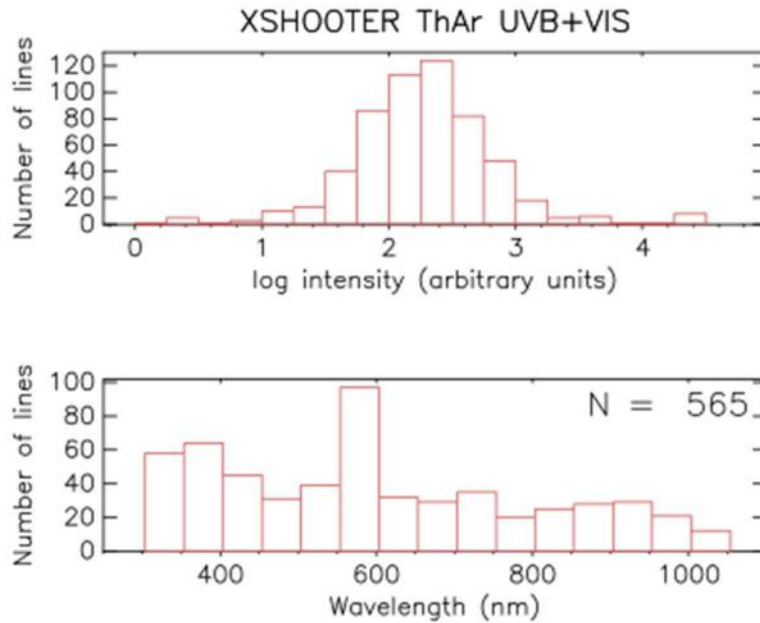 XSHOOTER ThAr UVB+VIS
Number of lines
120
100
80
60
40
20
0
0 1 2 3 4
log intensity (arbitrary units)
Number of lines
100
80
60
40
20
0
N = 565
400 600 800 1000
Wavelength (nm)